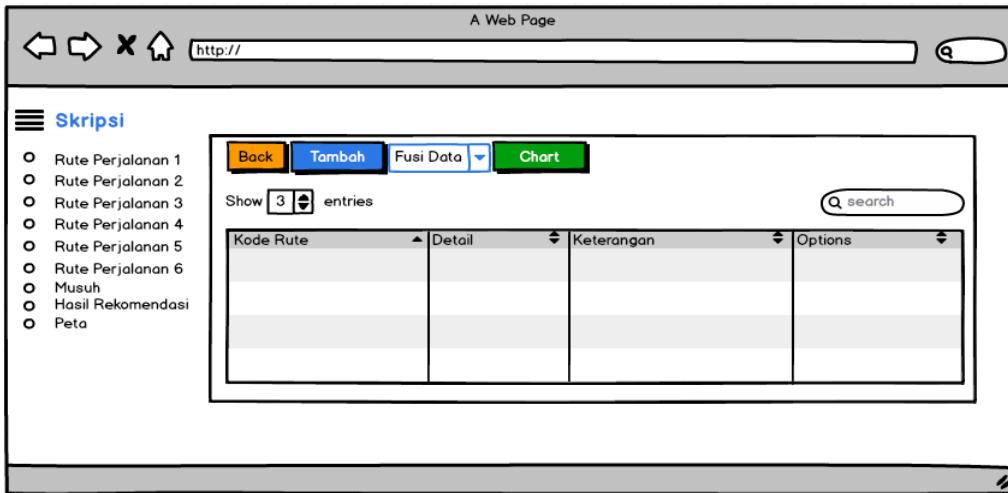 A Web Page
http://
Skripsi
Rute Perjalanan 1
Rute Perjalanan 2
Rute Perjalanan 3
Rute Perjalanan 4
Rute Perjalanan 5
Rute Perjalanan 6
Musuh
Hasil Rekomendasi
Peta
Back Tambah Fusi Data Chart
Show 3 entries search
Kode Rute Detail Keterangan Options